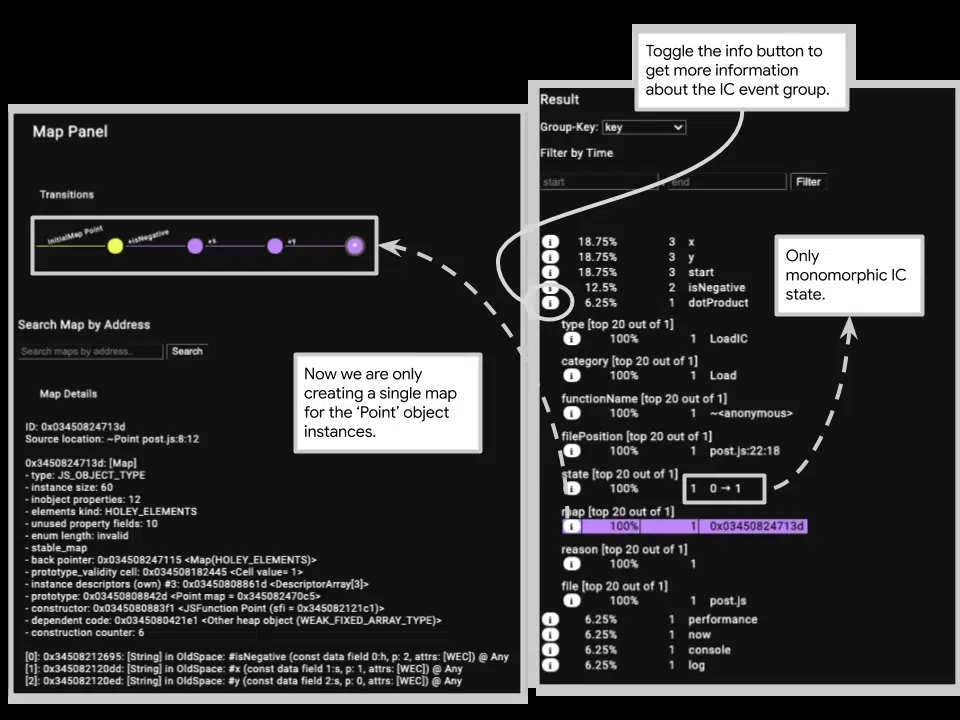 Toggle the info button to
get more information
about the IC event group.
Map Panel
Transitions
InitialMap Point
+isNegative
+x
+y
Search Map by Address
Search maps by address..
Search
Now we are only
creating a single map
for the ‘Point’ object
instances.
Map Details
ID: 0x03450824713d
Source location: ~Point post.js:8:12
0x3450824713d: [Map]
- type: JS_OBJECT_TYPE
- instance size: 60
- inobject properties: 12
- elements kind: HOLEY_ELEMENTS
- unused property fields: 10
- enum length: invalid
- stable_map
- back pointer: 0x034508247115 <Map(HOLEY_ELEMENTS)>
- prototype_validity cell: 0x034508182445 <Cell value= 1>
- instance descriptors (own) #3: 0x03450808861d <DescriptorArray[3]>
- prototype: 0x03450808842d <Point map = 0x345082470c5>
- constructor: 0x0345080883f1 <JSFunction Point (sfi = 0x345082121c1)>
- dependent code: 0x0345080421e1 <Other heap object (WEAK_FIXED_ARRAY_TYPE)>
- construction counter: 6
[0]: 0x34508212695: [String] in OldSpace: #isNegative (const data field 0:h, p: 2, attrs: [WEC]) @ Any
[1]: 0x345082120dd: [String] in OldSpace: #x (const data field 1:s, p: 1, attrs: [WEC]) @ Any
[2]: 0x345082120ed: [String] in OldSpace: #y (const data field 2:s, p: 0, attrs: [WEC]) @ Any
Result
Group-Key: key
Filter by Time
start end Filter
i 18.75% 3 x
i 18.75% 3 y
i 18.75% 3 start
i 12.5% 2 isNegative
i 6.25% 1 dotProduct
Only
monomorphic IC
state.
type [top 20 out of 1]
i 100% 1 LoadIC
category [top 20 out of 1]
i 100% 1 Load
functionName [top 20 out of 1]
i 100% 1 ~<anonymous>
filePosition [top 20 out of 1]
i 100% 1 post.js:22:18
state [top 20 out of 1]
i 100% 1 0 → 1
map [top 20 out of 1]
i 100% 1 0x03450824713d
reason [top 20 out of 1]
i 100% 1
file [top 20 out of 1]
i 100% 1 post.js
i 6.25% 1 performance
i 6.25% 1 now
i 6.25% 1 console
i 6.25% 1 log